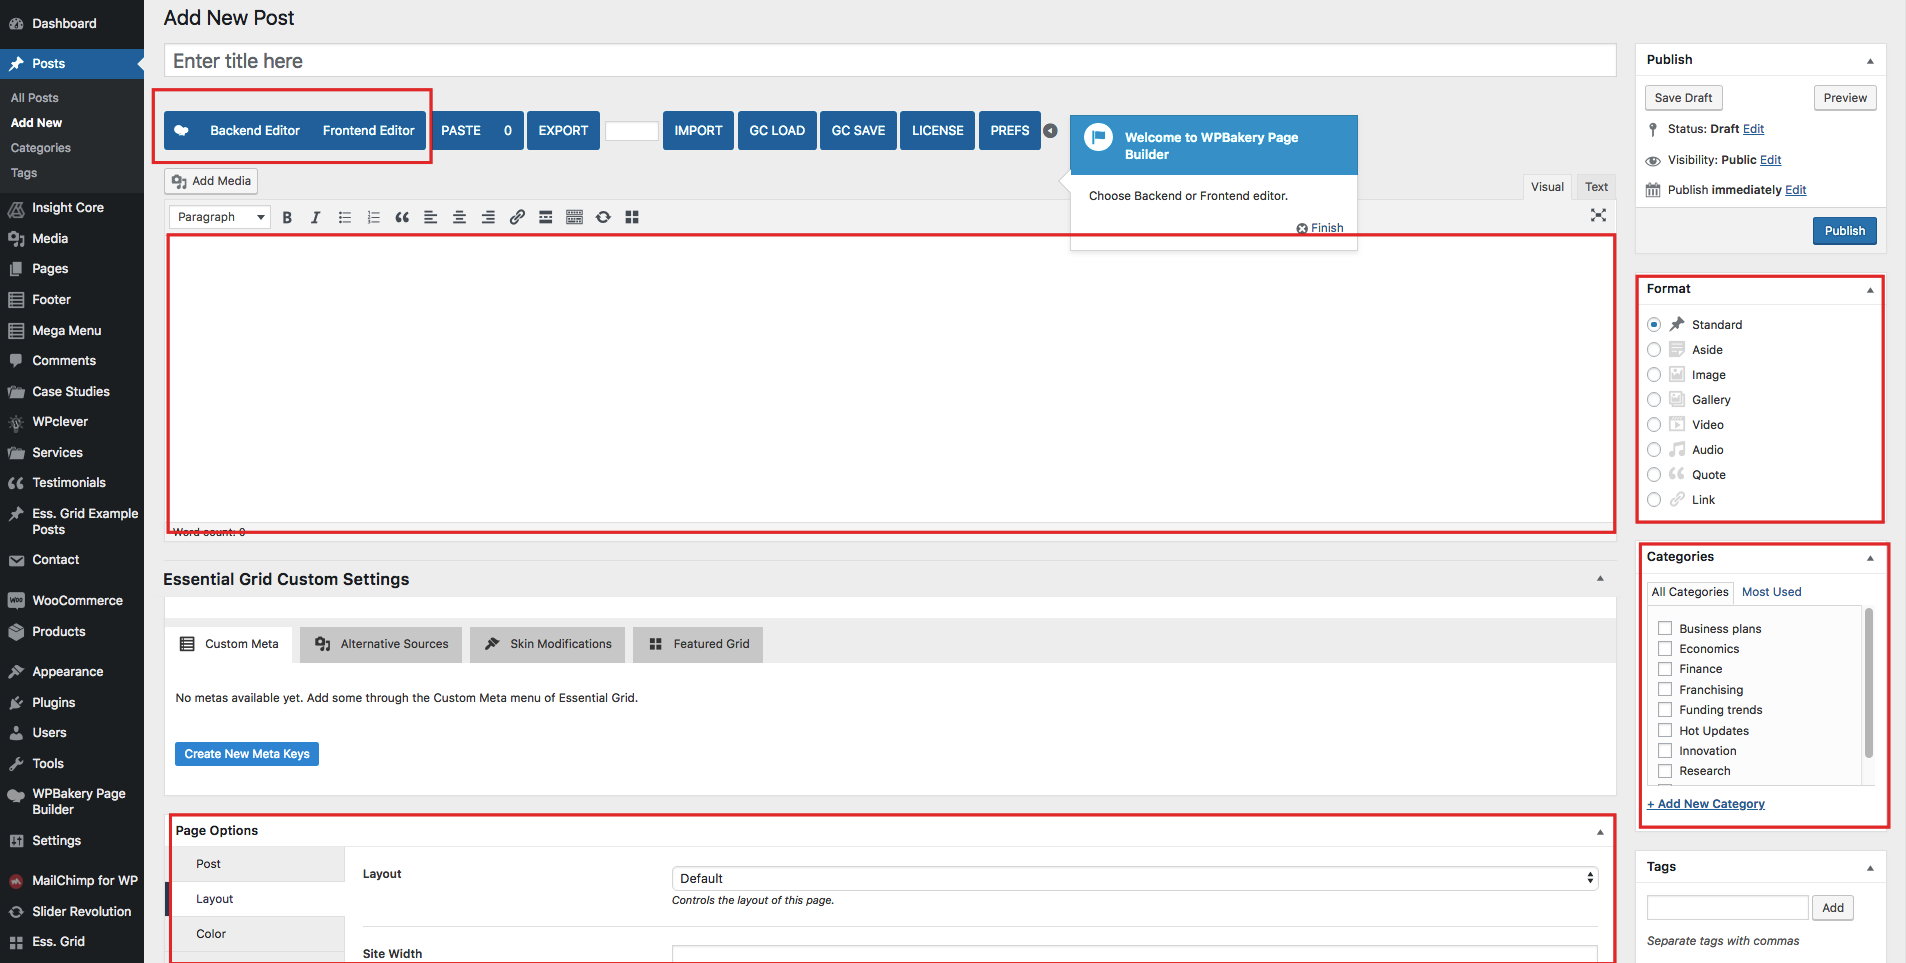 Dashboard
Posts
All Posts
Add New
Categories
Tags
Insight Core
Media
Pages
Footer
Mega Menu
Comments
Case Studies
WPclever
Services
Testimonials
Ess. Grid Example
Posts
Contact
WooCommerce
Products
Appearance
Plugins
Users
Tools
WPBakery Page
Builder
Settings
MailChimp for WP
Slider Revolution
Ess. Grid
Add New Post
Enter title here
Backend Editor Frontend Editor PASTE 0 EXPORT IMPORT GC LOAD GC SAVE LICENSE PREFS
Welcome to WPBakery Page
Builder
Choose Backend or Frontend editor.
Finish
Add Media
Visual Text
Paragraph
Word count: 0
Essential Grid Custom Settings
Custom Meta Alternative Sources Skin Modifications Featured Grid
No metas available yet. Add some through the Custom Meta menu of Essential Grid.
Create New Meta Keys
Page Options
Post
Layout
Color
Layout
Default
Controls the layout of this page.
Site Width
Publish
Save Draft Preview
Status: Draft Edit
Visibility: Public Edit
Publish immediately Edit
Publish
Format
Standard
Aside
Image
Gallery
Video
Audio
Quote
Link
Categories
All Categories Most Used
Business plans
Economics
Finance
Franchising
Funding trends
Hot Updates
Innovation
Research
+ Add New Category
Tags
Add
Separate tags with commas